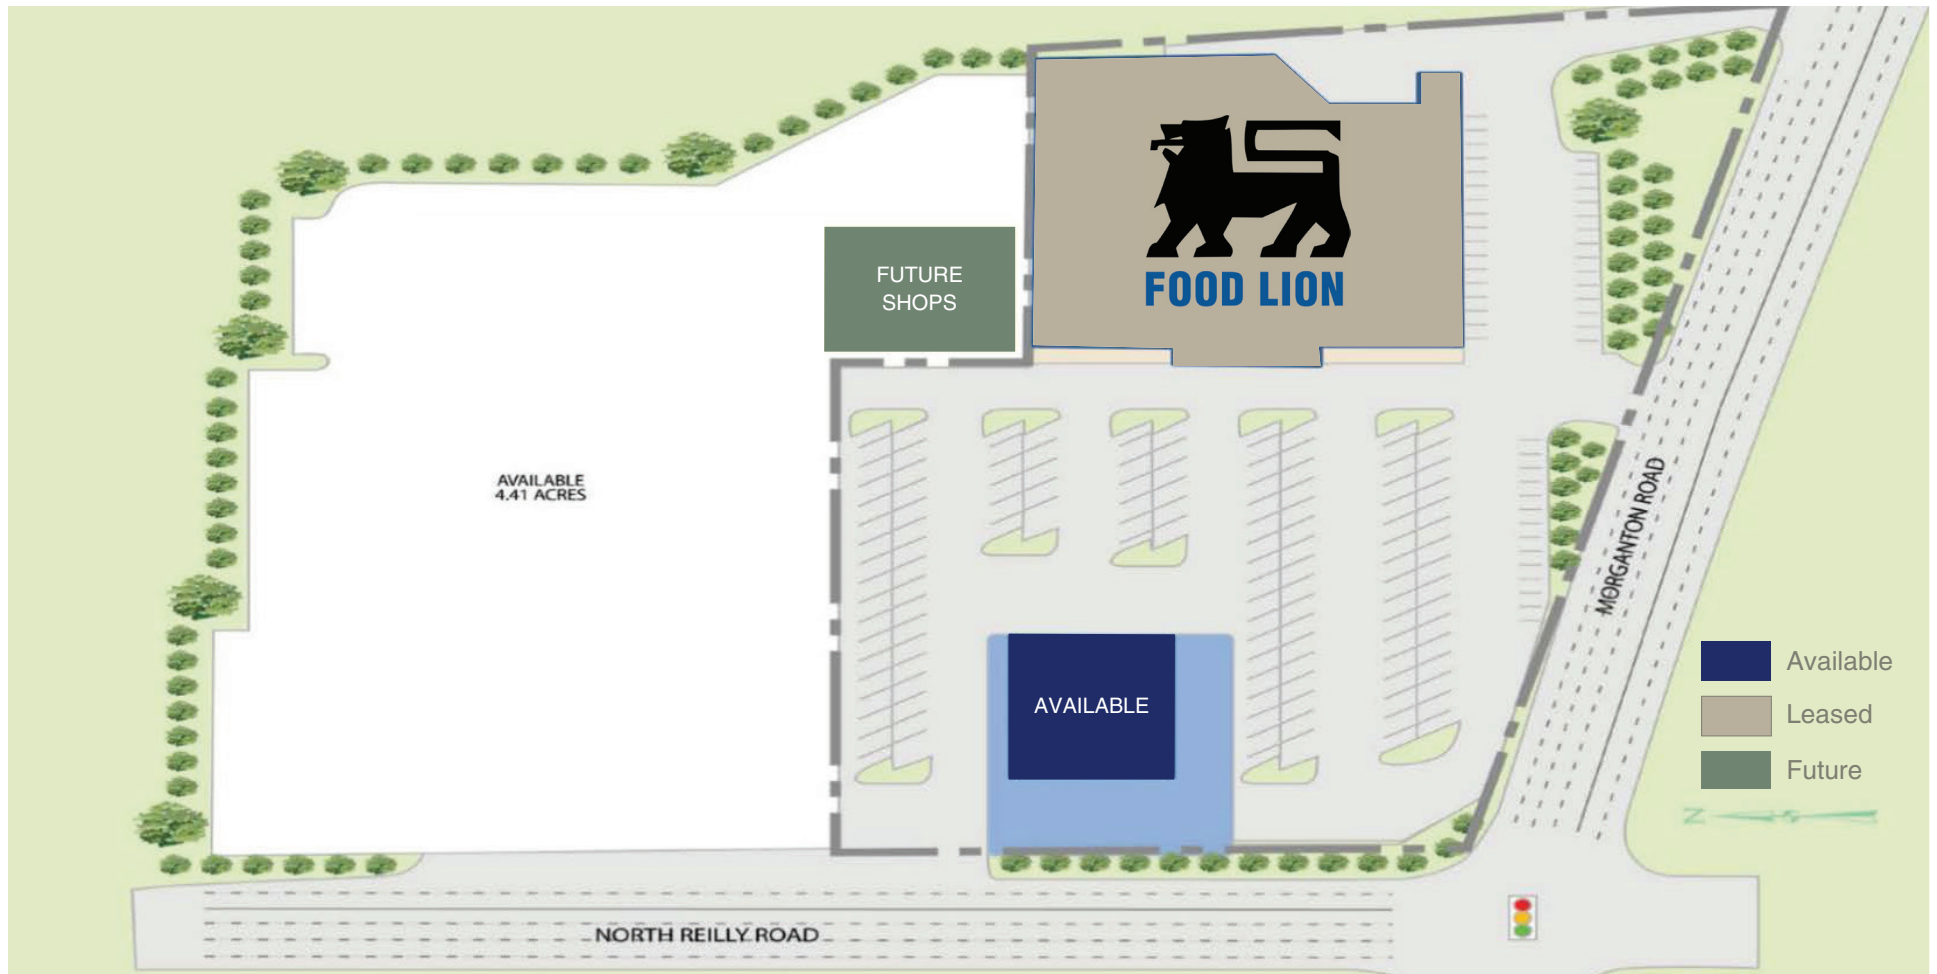 FUTURE
SHOPS
FOOD LION
AVAILABLE
4.41 ACRES
MORGANTON ROAD
AVAILABLE
Available
Leased
Future
N
NORTH REILLY ROAD